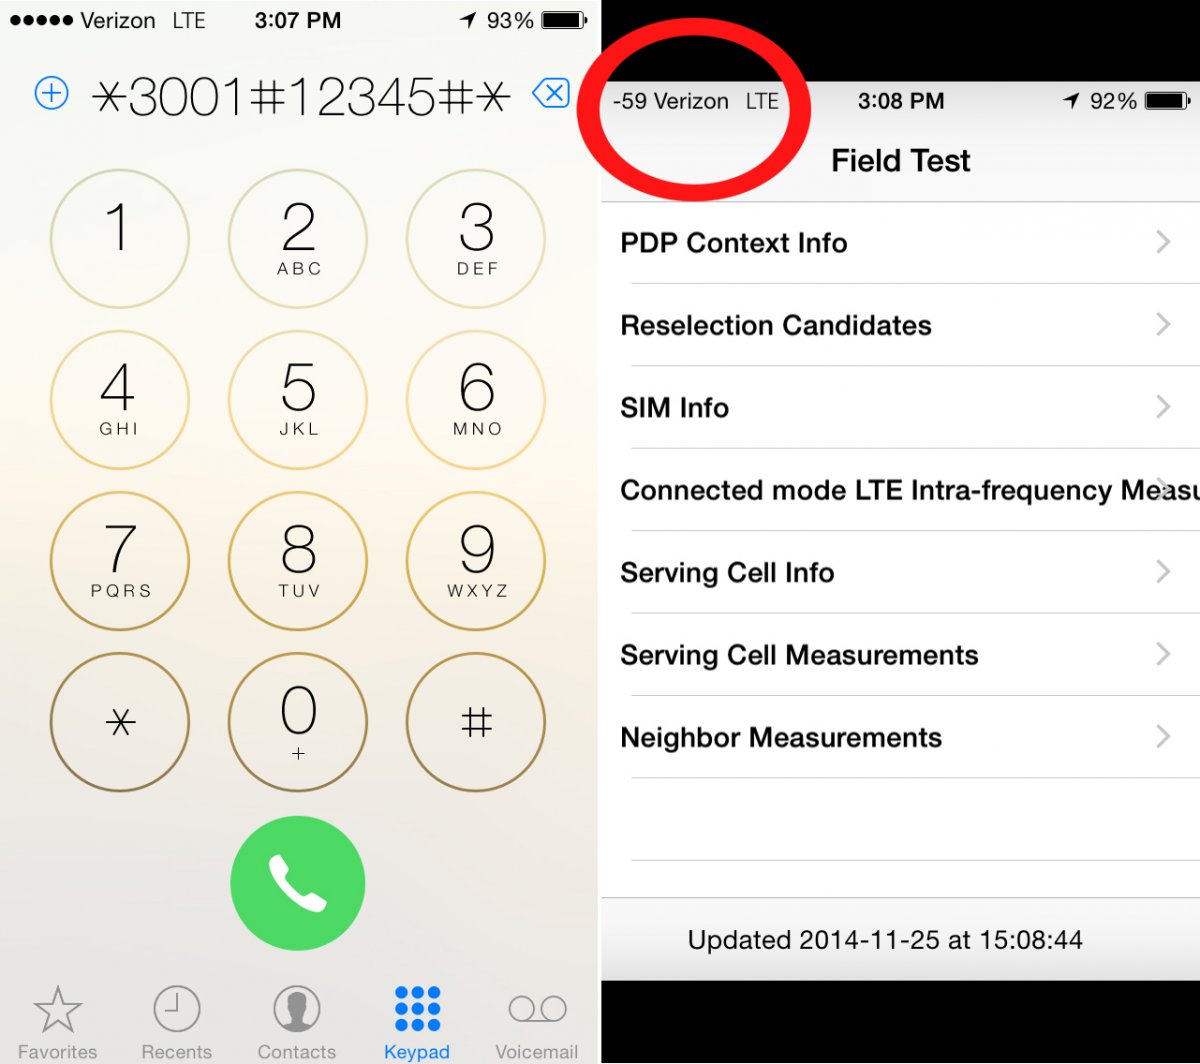 Verizon LTE 3:07 PM 93%
*3001#12345#*
1 2 3
ABC DEF
4 5 6
GHI JKL MNO
7 8 9
PQRS TUV WXYZ
* 0 #
+
Favorites Recents Contacts Keypad Voicemail
-59 Verizon LTE 3:08 PM 92%
Field Test
PDP Context Info
Reselection Candidates
SIM Info
Connected mode LTE Intra-frequency Measu
Serving Cell Info
Serving Cell Measurements
Neighbor Measurements
Updated 2014-11-25 at 15:08:44